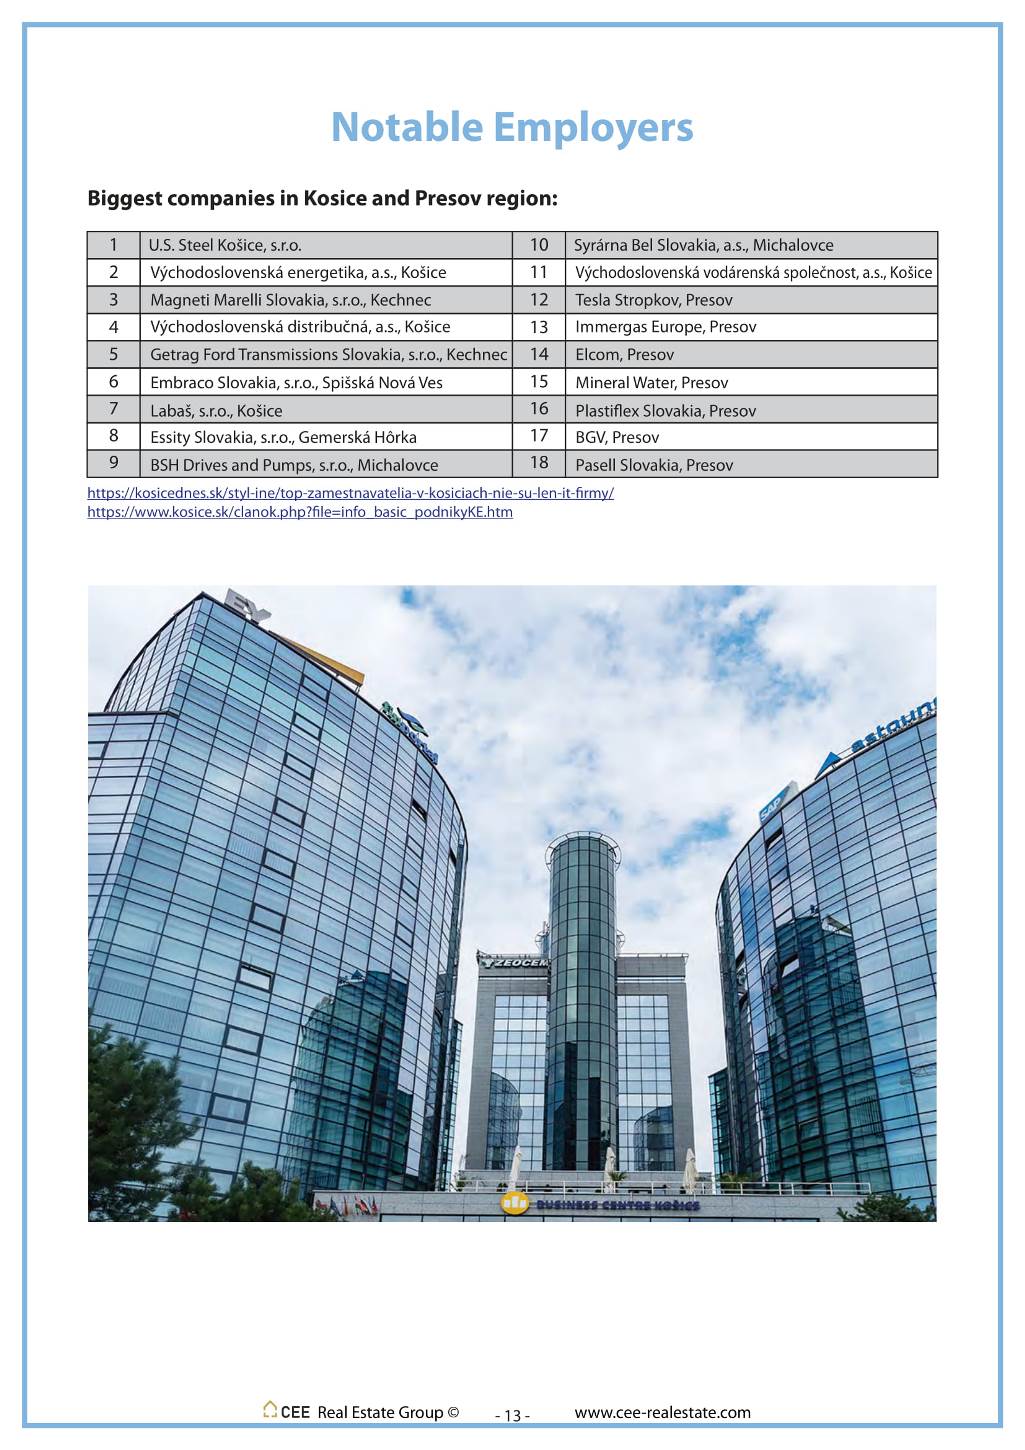 Notable Employers
Biggest companies in Kosice and Presov region:
1 U.S. Steel Košice, s.r.o. 10 Syrárna Bel Slovakia, a.s., Michalovce
2 Východoslovenská energetika, a.s., Košice 11 Východoslovenská vodárenská společnost, a.s., Košice
3 Magneti Marelli Slovakia, s.r.o., Kechnec 12 Tesla Stropkov, Presov
4 Východoslovenská distribučná, a.s., Košice 13 Immergas Europe, Presov
5 Getrag Ford Transmissions Slovakia, s.r.o., Kechnec 14 Elcom, Presov
6 Embraco Slovakia, s.r.o., Spišská Nová Ves 15 Mineral Water, Presov
7 Labaš, s.r.o., Košice 16 Plastiflex Slovakia, Presov
8 Essity Slovakia, s.r.o., Gemerská Hôrka 17 BGV, Presov
9 BSH Drives and Pumps, s.r.o., Michalovce 18 Pasell Slovakia, Presov
https://kosicednes.sk/styl-ine/top-zamestnavatelia-v-kosiciach-nie-su-len-it-firmy/
https://www.kosice.sk/clanok.php?file=info_basic_podnikyKE.htm
EY
astound
SAP
ZEOCEM
BUSINESS CENTRE KOŠICE
CEE Real Estate Group © - 13 - www.cee-realestate.com